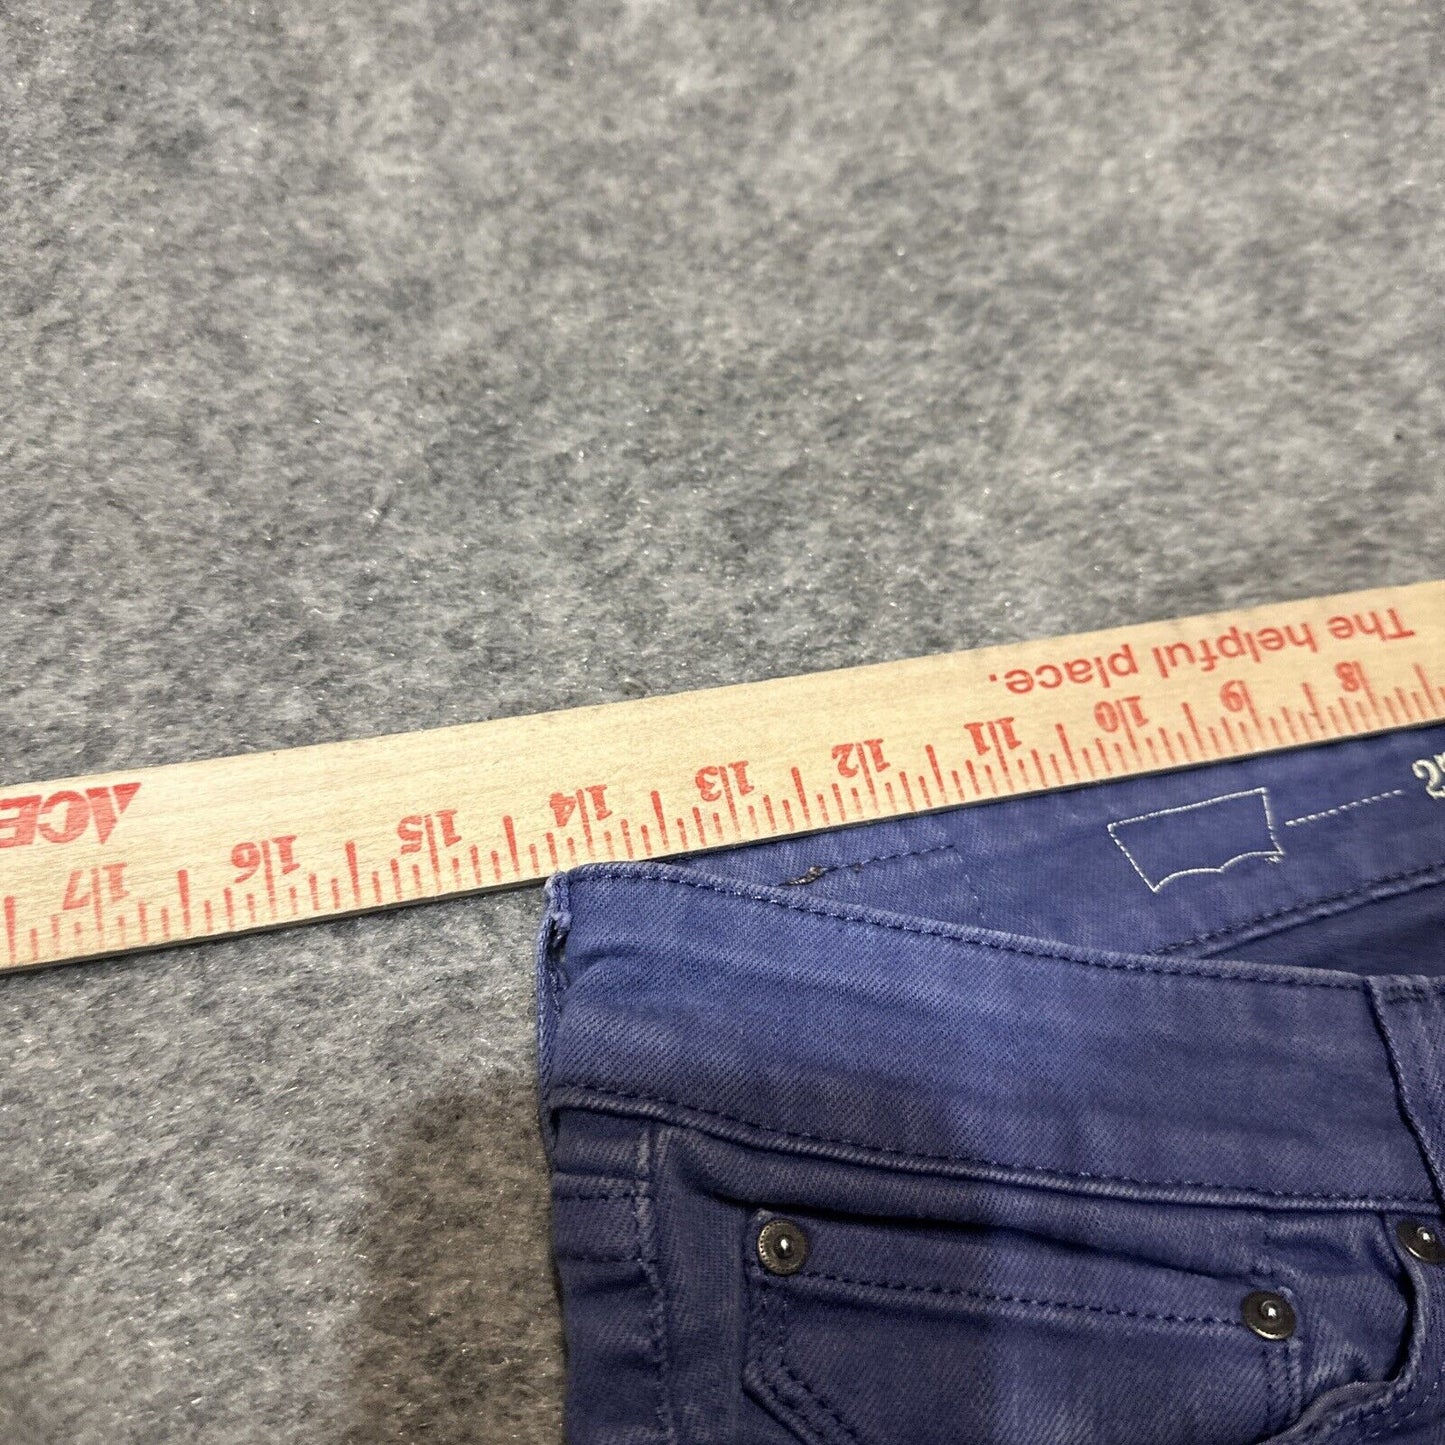 The helpful place.
8 9 10 11 12 13 14 15 16 17
ACE